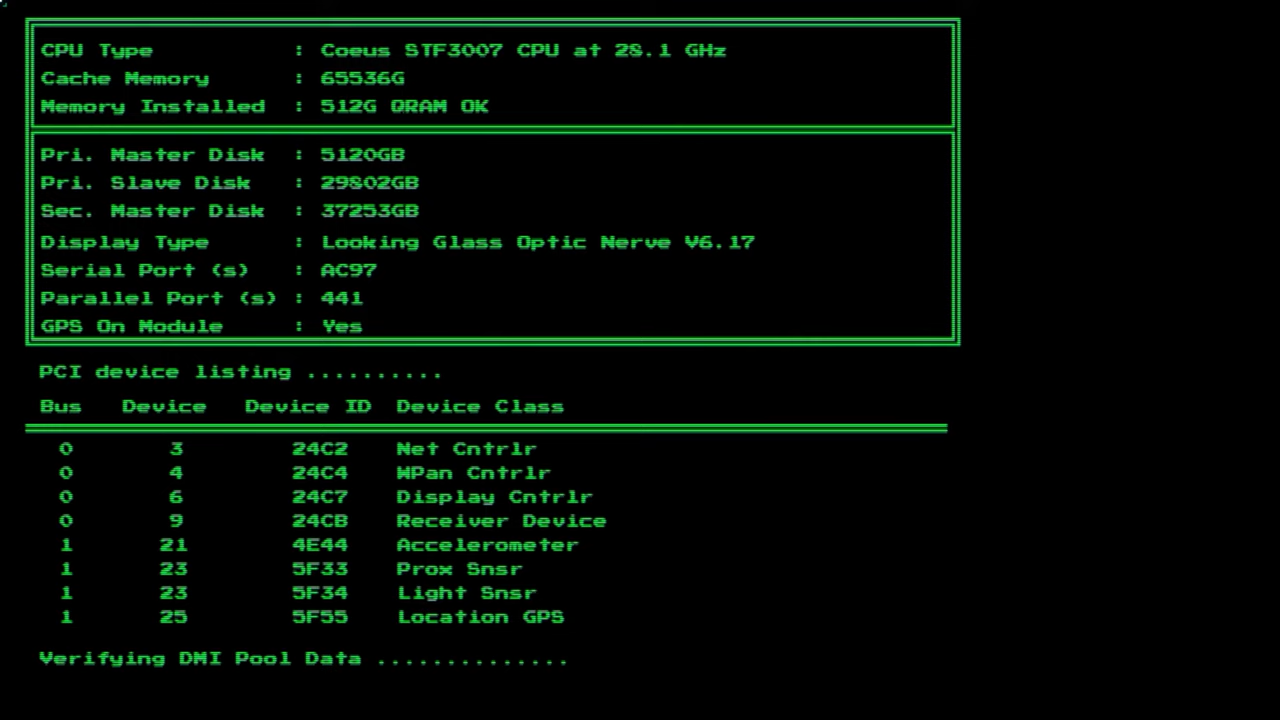 CPU Type : Coeus STF3007 CPU at 28.1 GHz
Cache Memory : 65536G
Memory Installed : 512G QRAM OK
Pri. Master Disk : 5120GB
Pri. Slave Disk : 29802GB
Sec. Master Disk : 37253GB
Display Type : Looking Glass Optic Nerve V6.17
Serial Port (s) : AC97
Parallel Port (s) : 441
GPS On Module : Yes
PCI device listing ..........
Bus Device Device ID Device Class
0 3 24C2 Net Cntrlr
0 4 24C4 WPan Cntrlr
0 6 24C7 Display Cntrlr
0 9 24CB Receiver Device
1 21 4E44 Accelerometer
1 23 5F33 Prox Snsr
1 23 5F34 Light Snsr
1 25 5F55 Location GPS
Verifying DMI Pool Data ..............